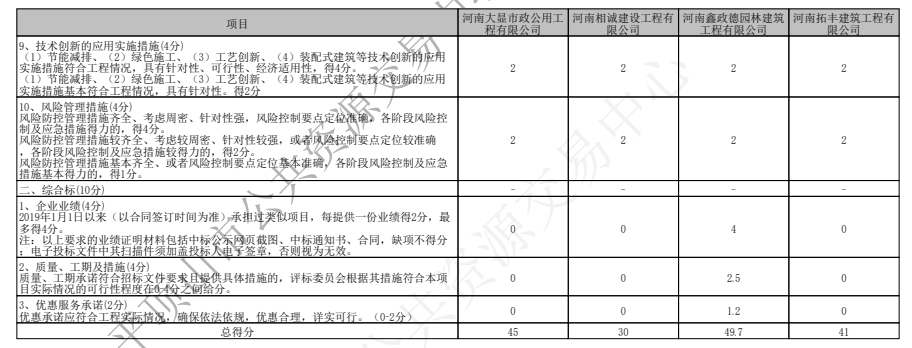 项目 河南大显市政公用工程有限公司 河南相诚建设工程有限公司 河南鑫政德园林建筑工程有限公司 河南拓丰建筑工程有限公司
9、技术创新的应用实施措施(4分)
（1）节能减排、（2）绿色施工、（3）工艺创新、（4）装配式建筑等技术创新的应用
实施措施符合工程情况，具有针对性、可行性、经济适用性，得4分。
（1）节能减排、（2）绿色施工、（3）工艺创新、（4）装配式建筑等技术创新的应用
实施措施基本符合工程情况，具有针对性。得2分
2 2 2 2
10、风险管理措施(4分)
风险防控管理措施齐全、考虑周密、针对性强，风险控制要点定位准确，各阶段风险控
制及应急措施得力的，得4分。
风险防控管理措施较齐全、考虑较周密、针对性较强，或者风险控制要点定位较准确
，各阶段风险控制及应急措施较得力的，得2分。
风险防控管理措施基本齐全、或者风险控制要点定位基本准确，各阶段风险控制及应急
措施基本得力的，得1分。
2 2 2 2
二、综合标(10分) - - - -
1、企业业绩(4分)
2019年1月1日以来（以合同签订时间为准）承担过类似项目，每提供一份业绩得2分，最
多得4分。
注：以上要求的业绩证明材料包括中标公示网页截图、中标通知书、合同，缺项不得分
；电子投标文件中其扫描件须加盖投标人电子签章，否则视为无效。
0 0 4 0
2、质量、工期及措施(4分)
质量、工期承诺符合招标文件要求且提供具体措施的，评标委员会根据其措施符合本项
目实际情况的可行性程度在0-4分之间给分。
0 0 2.5 0
3、优惠服务承诺(2分)
优惠承诺应符合工程实际情况，确保依法依规，优惠合理，详实可行。（0-2分）
0 0 1.2 0
总得分 45 30 49.7 41
平顶山市公共资源交易中心
公共资源交易中心